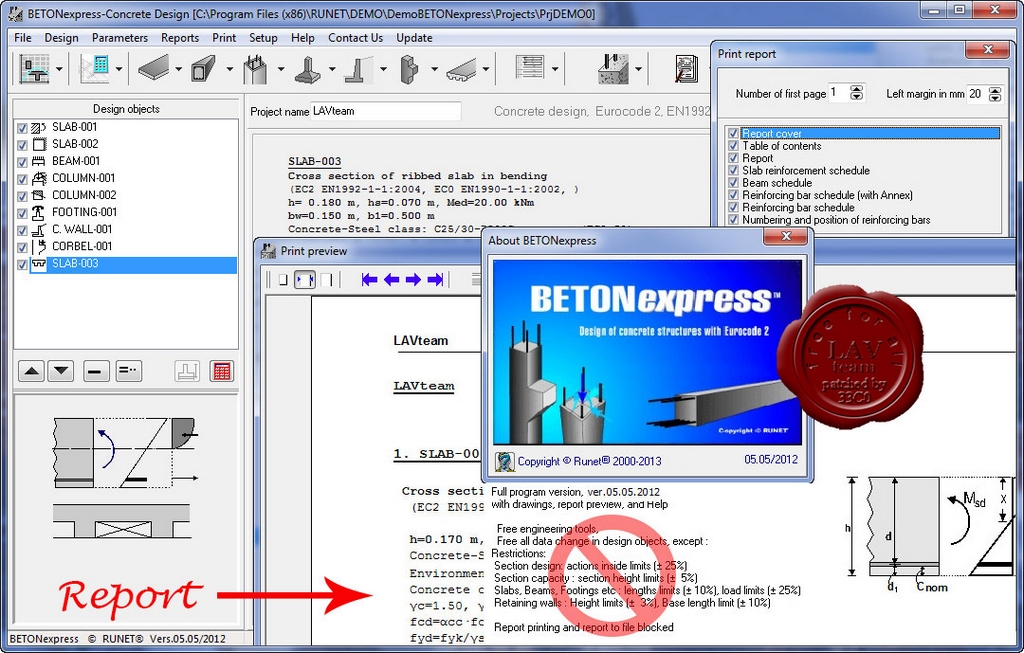 BETONexpress-Concrete Design [C:\Program Files (x86)\RUNET\DEMO\DemoBETONexpress\Projects\PrjDEMO0]
File Design Parameters Reports Print Setup Help Contact Us Update
Design objects
SLAB-001
SLAB-002
BEAM-001
COLUMN-001
COLUMN-002
FOOTING-001
C. WALL-001
CORBEL-001
SLAB-003
Project name LAVteam
Concrete design, Eurocode 2, EN1992
SLAB-003
Cross section of ribbed slab in bending
(EC2 EN1992-1-1:2004, EC0 EN1990-1-1:2002, )
h= 0.180 m, hs=0.070 m, Med=20.00 kNm
bw=0.150 m, b1=0.500 m
Concrete-Steel class: C25/30-
Print report
Number of first page 1
Left margin in mm 20
Report cover
Table of contents
Report
Slab reinforcement schedule
Beam schedule
Reinforcing bar schedule (with Annex)
Reinforcing bar schedule
Numbering and position of reinforcing bars
Print preview
LAVteam
LAVteam
1. SLAB-00
Cross secti
(EC2 EN199
h=0.170 m,
Concrete-S
Environmen
Concrete c
γc=1.50, γ
fcd=αcc·fc
fyd=fyk/γs
About BETONexpress
BETONexpress™
Design of concrete structures with Eurocode 2
Copyright © RUNET
Copyright © Runet® 2000-2013
05.05/2012
free for all
LAV
team
patched by
33C0
Full program version, ver.05.05.2012
with drawings, report preview, and Help
Free engineering tools,
Free all data change in design objects, except :
Restrictions:
Section design: actions inside limits (± 25%)
Section capacity : section height limits (± 5%)
Slabs, Beams, Footings etc : lengths limits (± 10%), load limits (± 25%)
Retaining walls : Height limits (± 3%), Base length limit (± 10%)
Report printing and report to file blocked
h
d
Msd
x
d1
Cnom
Report
BETONexpress © RUNET® Vers.05.05/2012